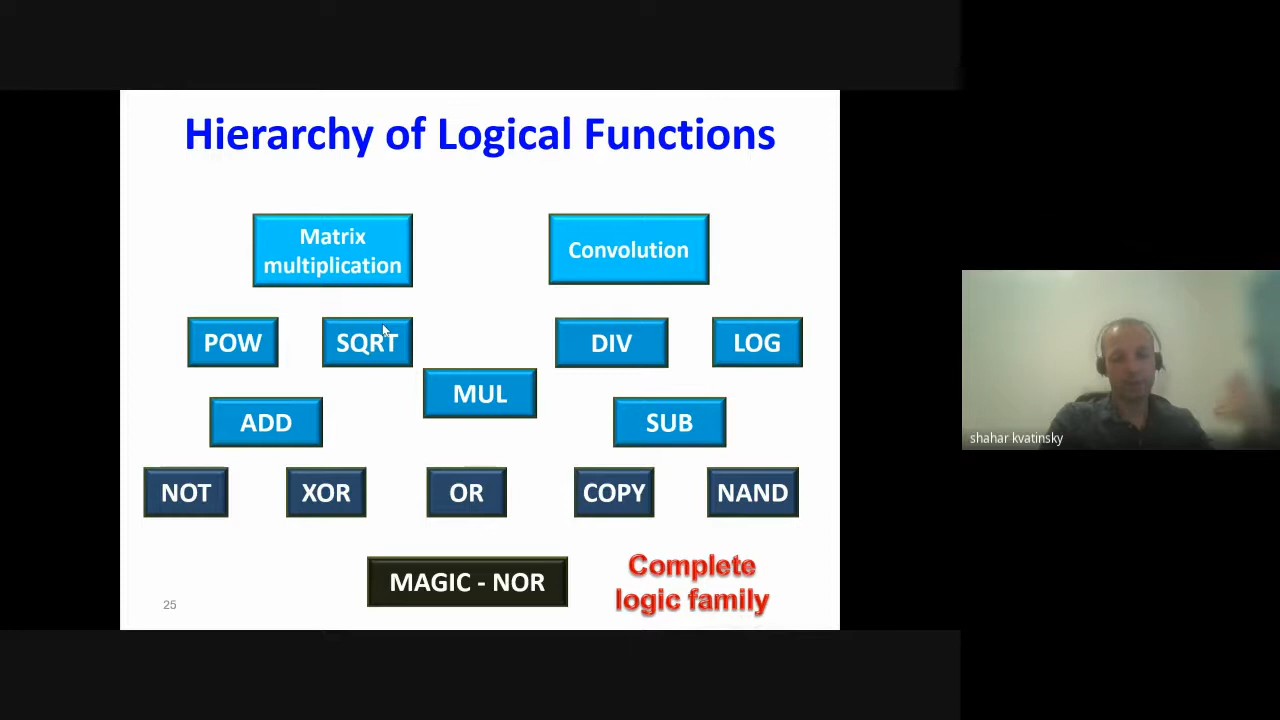 Hierarchy of Logical Functions
Matrix
multiplication
Convolution
POW
SQRT
DIV
LOG
MUL
ADD
SUB
NOT
XOR
OR
COPY
NAND
MAGIC - NOR
Complete
logic family
25
shahar kvatinsky